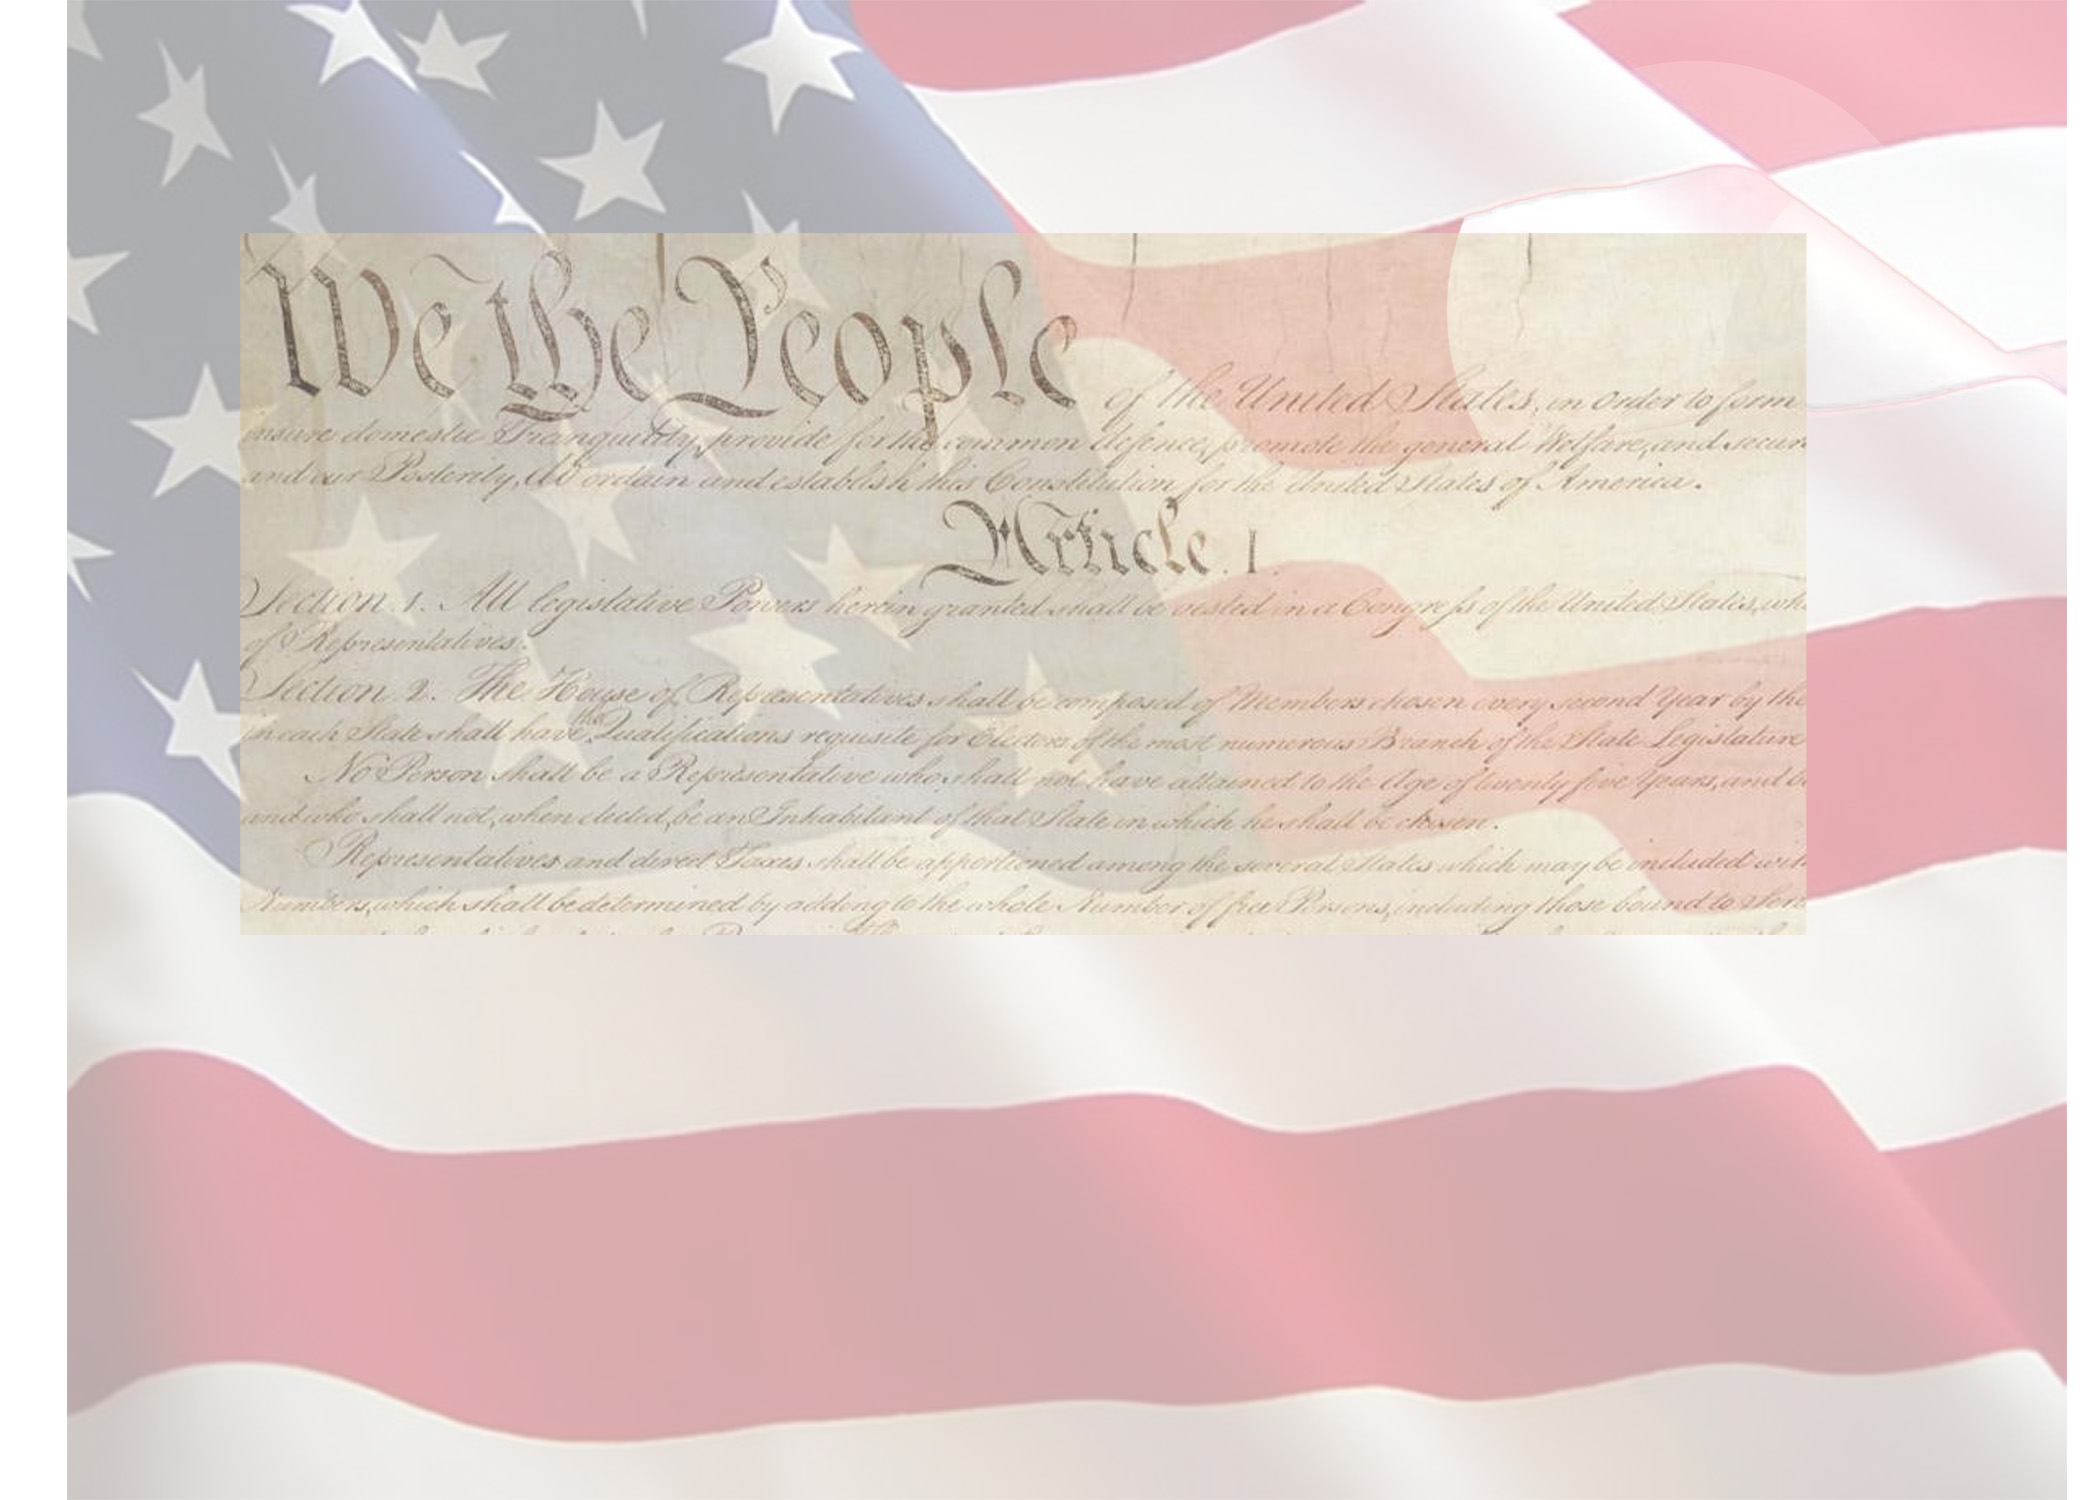 We the People of the United States, in Order to form
insure domestic Tranquility, provide for the common defence, promote the general Welfare, and secure
and our Posterity, do ordain and establish this Constitution for the United States of America.
Article. I.
Section. 1. All legislative Powers herein granted shall be vested in a Congress of the United States, wh
of Representatives.
Section. 2. The House of Representatives shall be composed of Members chosen every second Year by the
in each State shall have the Qualifications requisite for Electors of the most numerous Branch of the State Legislature
No Person shall be a Representative who shall not have attained to the Age of twenty five Years, and b
and who shall not, when elected, be an Inhabitant of that State in which he shall be chosen.
Representatives and direct Taxes shall be apportioned among the several States which may be included with
Numbers, which shall be determined by adding to the whole Number of free Persons, including those bound to Serv